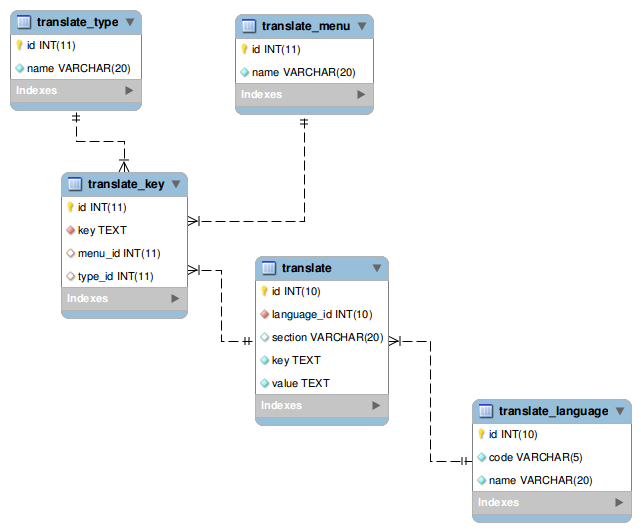 translate_type
id INT(11)
name VARCHAR(20)
Indexes
translate_menu
id INT(11)
name VARCHAR(20)
Indexes
translate_key
id INT(11)
key TEXT
menu_id INT(11)
type_id INT(11)
Indexes
translate
id INT(10)
language_id INT(10)
section VARCHAR(20)
key TEXT
value TEXT
Indexes
translate_language
id INT(10)
code VARCHAR(5)
name VARCHAR(20)
Indexes